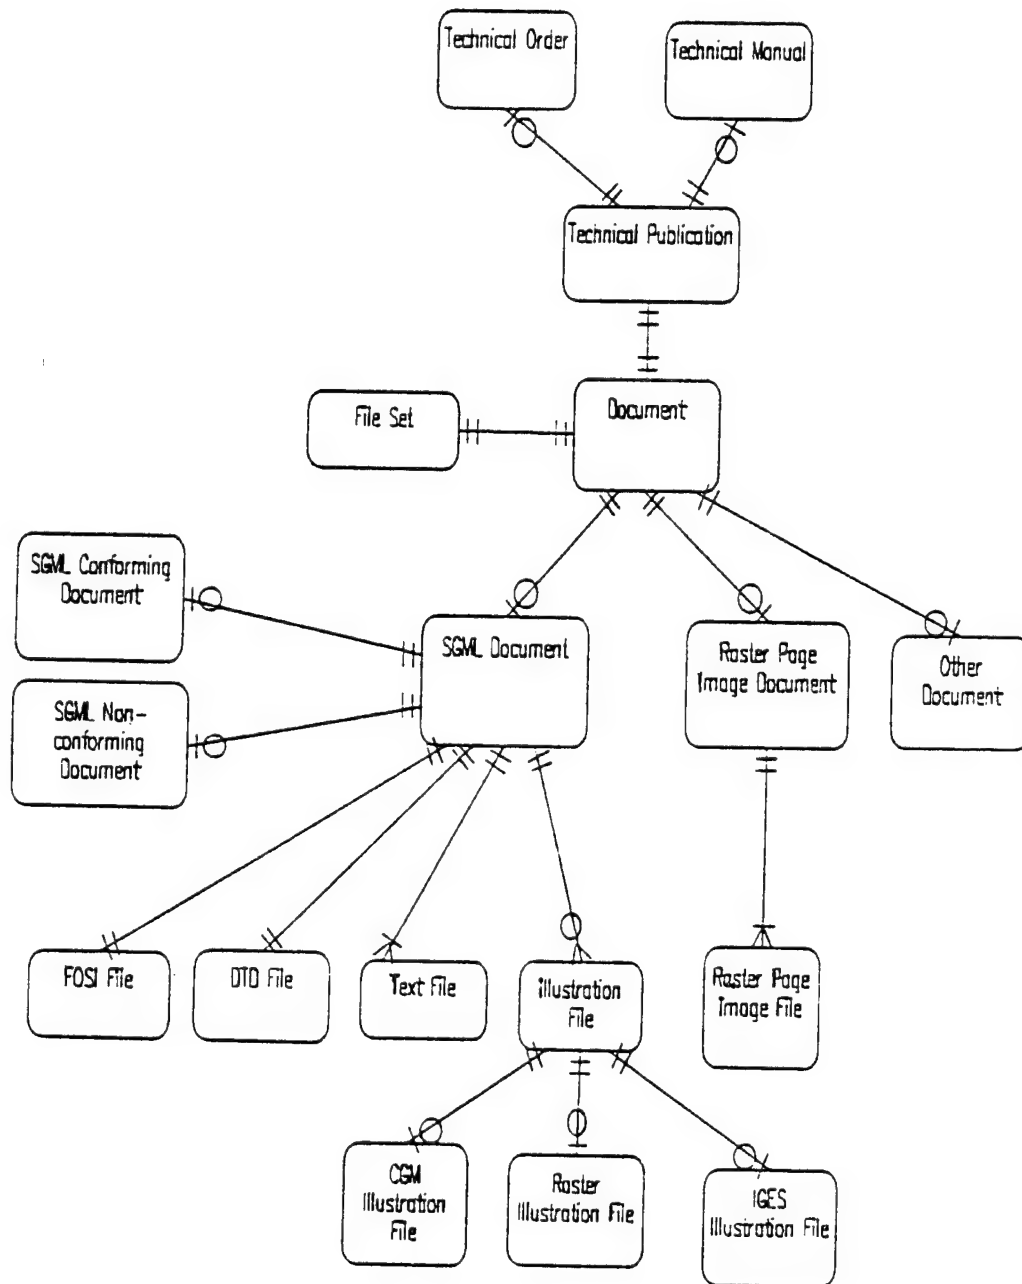 Technical Order
Technical Manual
Technical Publication
File Set
Document
SGML Conforming
Document
SGML Document
Raster Page
Image Document
Other
Document
SGML Non-
conforming
Document
FOSI File
DTD File
Text File
Illustration
File
Raster Page
Image File
CGM
Illustration
File
Raster
Illustration File
IGES
Illustration File